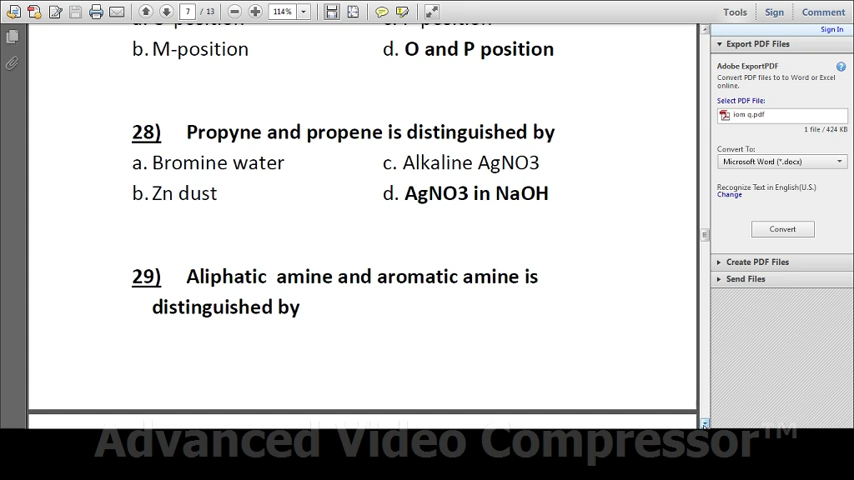 7 / 13
114%
Tools
Sign
Comment
Sign In
b. M-position
d. O and P position
28) Propyne and propene is distinguished by
a. Bromine water
c. Alkaline AgNO3
b. Zn dust
d. AgNO3 in NaOH
29) Aliphatic amine and aromatic amine is
distinguished by
Export PDF Files
Adobe ExportPDF
Convert PDF files to to Word or Excel
online.
Select PDF File:
iom q.pdf
1 file / 424 KB
Convert To:
Microsoft Word (*.docx)
Recognize Text in English(U.S.)
Change
Convert
Create PDF Files
Send Files
Advanced Video Compressor™